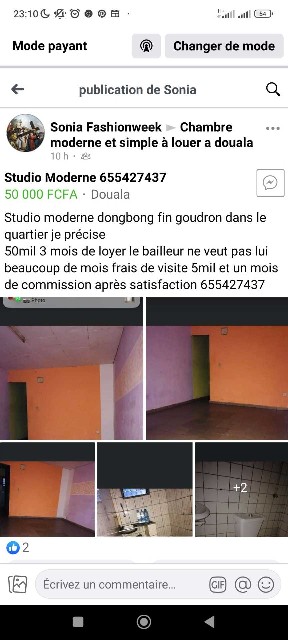 23:10
54
Mode payant
Changer de mode
publication de Sonia
Sonia Fashionweek ► Chambre
moderne et simple à louer a douala
10 h ·
Studio Moderne 655427437
50 000 FCFA · Douala
Studio moderne dongbong fin goudron dans le
quartier je précise
50mil 3 mois de loyer le bailleur ne veut pas lui
beaucoup de mois frais de visite 5mil et un mois
de commission après satisfaction 655427437
Photo
+2
2
Écrivez un commentaire...
GIF